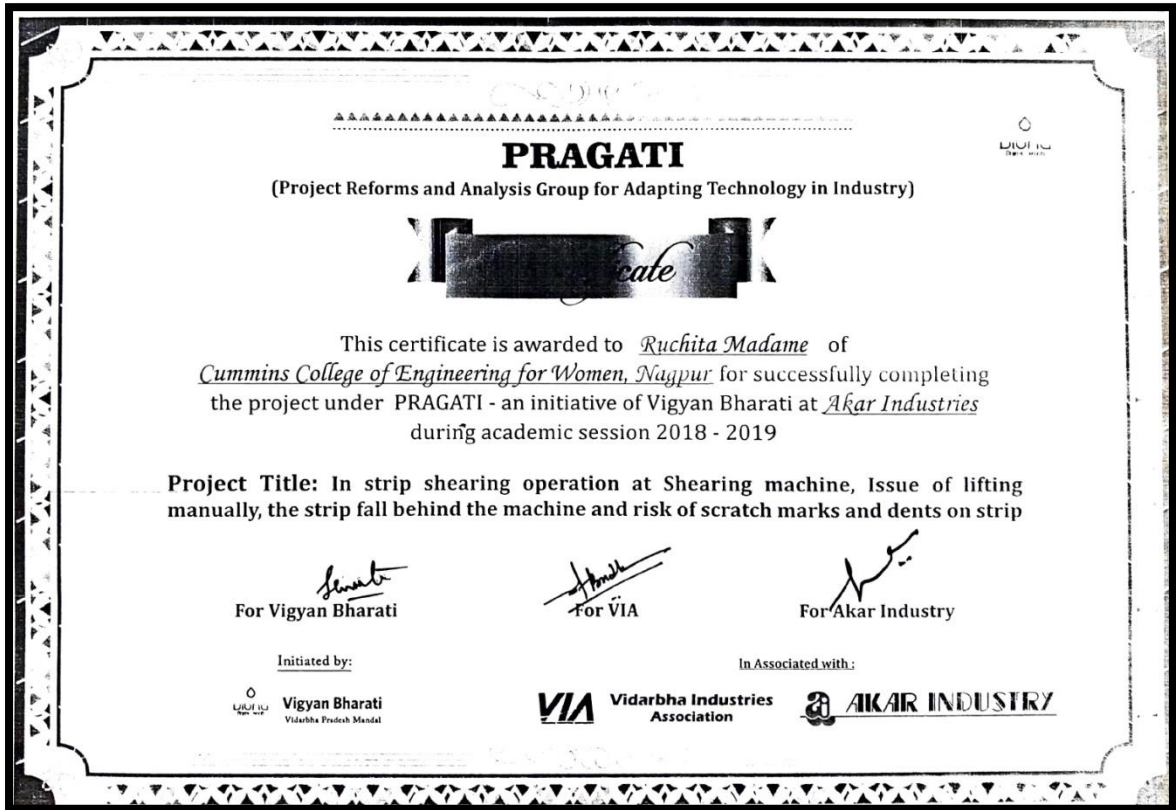 PRAGATI
(Project Reforms and Analysis Group for Adapting Technology in Industry)
This certificate is awarded to Ruchita Madame of
Cummins College of Engineering for Women, Nagpur for successfully completing
the project under PRAGATI - an initiative of Vigyan Bharati at Akar Industries
during academic session 2018 - 2019
Project Title: In strip shearing operation at Shearing machine, Issue of lifting
manually, the strip fall behind the machine and risk of scratch marks and dents on strip
For Vigyan Bharati
For VIA
For Akar Industry
Initiated by:
In Associated with :
Vigyan Bharati
Vidarbha Pradesh Mandal
VIA
Vidarbha Industries
Association
AKAR INDUSTRY